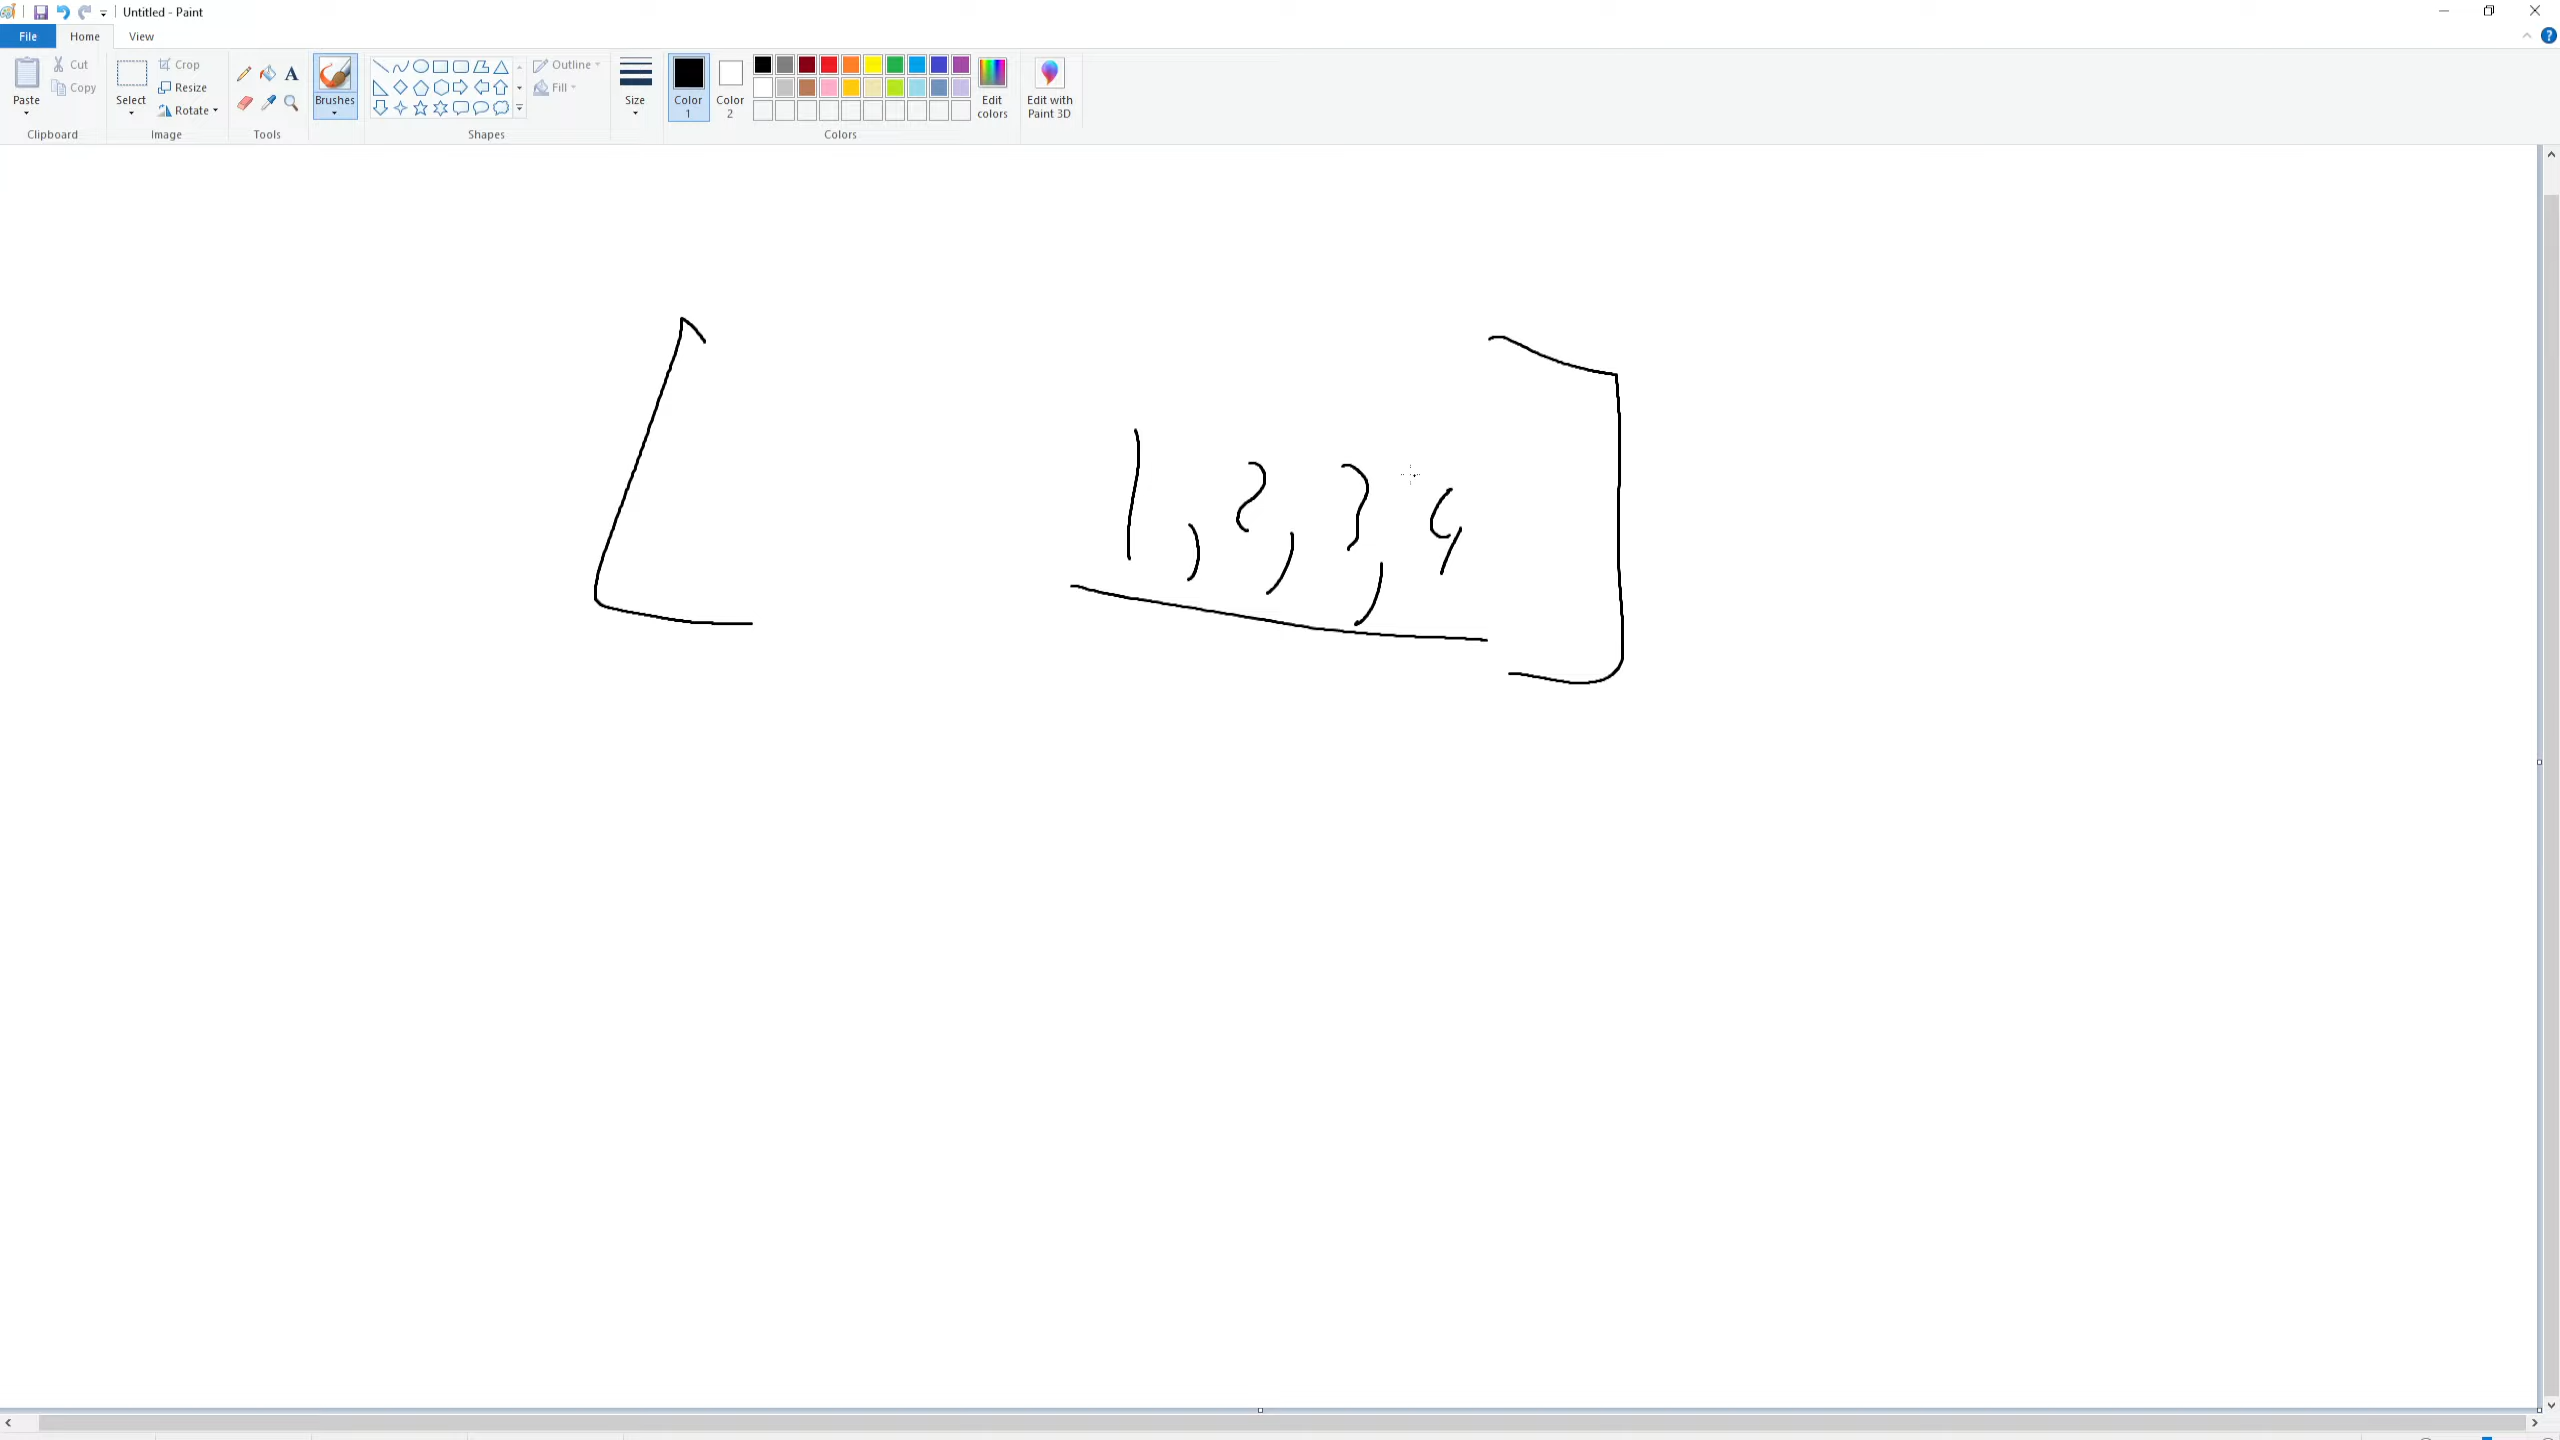 Untitled - Paint
File Home View
Paste Cut Copy Clipboard
Select Crop Resize Rotate Image
A
Tools
Brushes
Shapes
Outline
Fill
Size
Color 1
Color 2
Colors
Edit colors
Edit with Paint 3D
?
[ 1, 2, 3, 4 ]